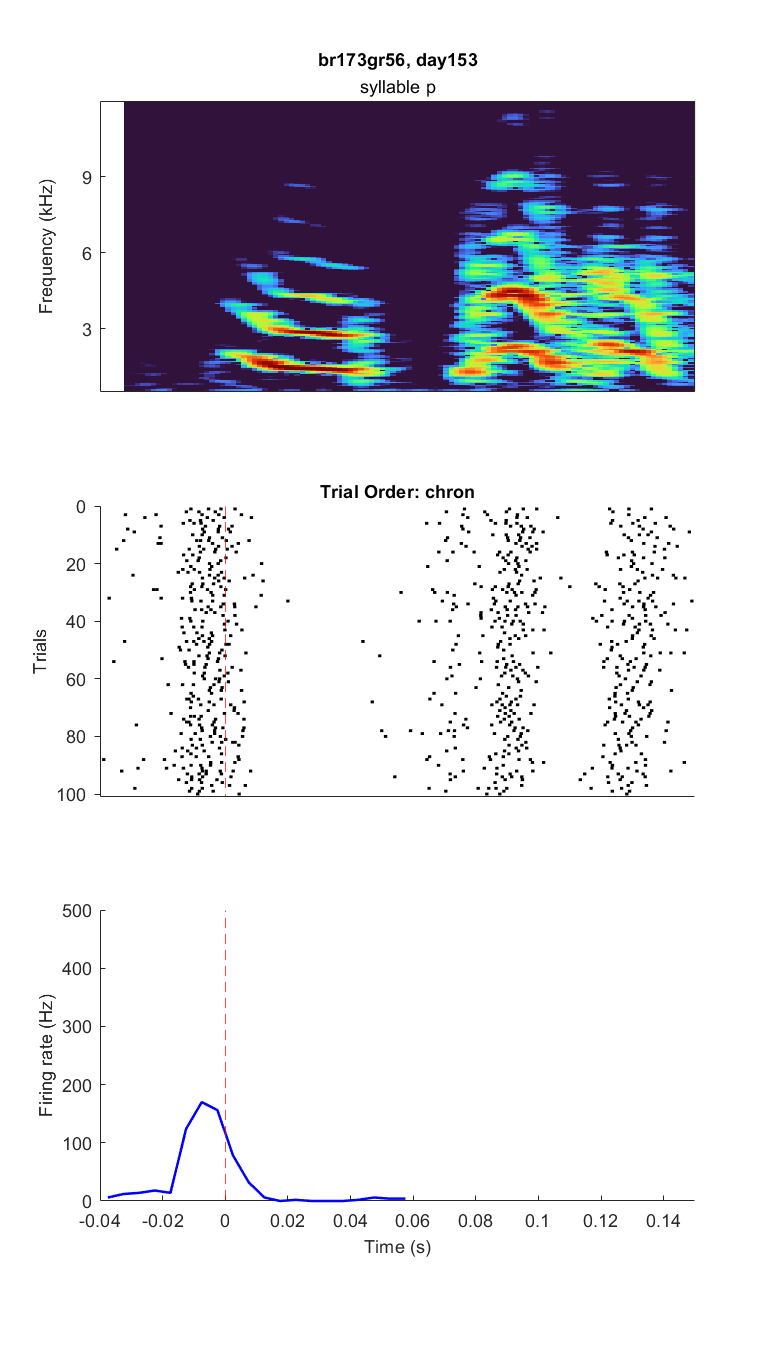 br173gr56, day153
syllable p
9
6
3
Frequency (kHz)
Trial Order: chron
0
20
40
60
80
100
Trials
500
400
300
200
100
0
Firing rate (Hz)
-0.04 -0.02 0 0.02 0.04 0.06 0.08 0.1 0.12 0.14
Time (s)